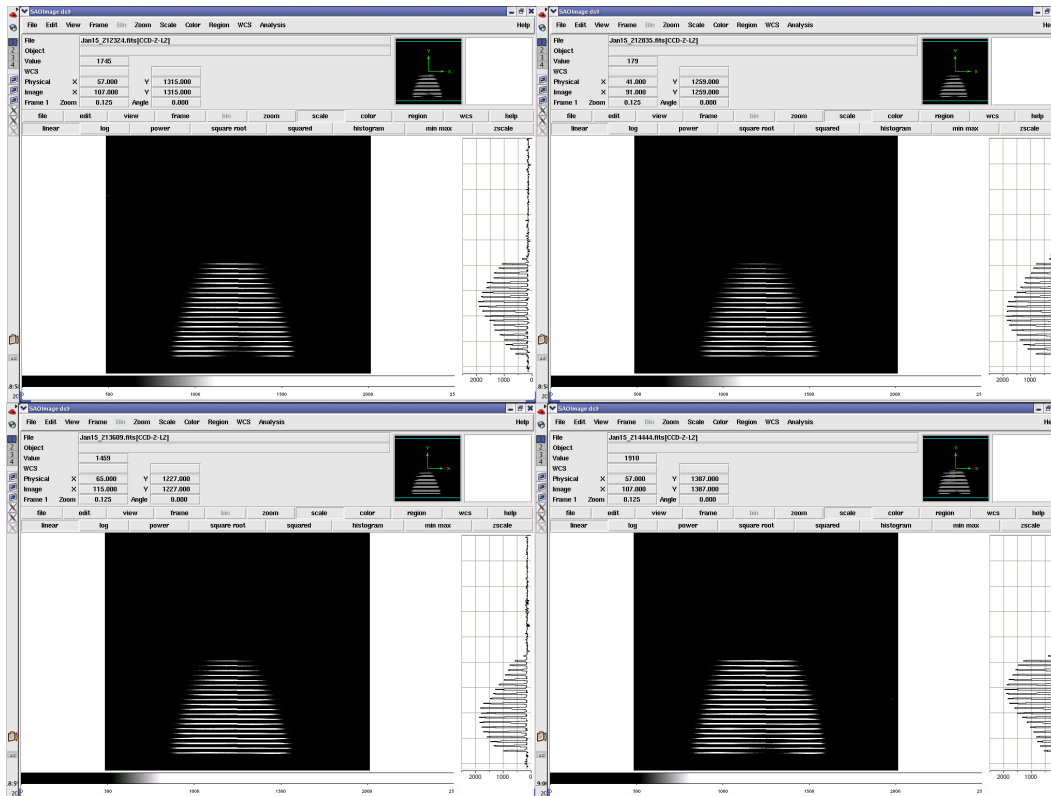 SAOImage ds9
File Edit View Frame Bin Zoom Scale Color Region WCS Analysis Help
File Jan15_212324.fits[CCD-2-L2]
Object
Value 1745
WCS
Physical X 57.000 Y 1315.000
Image X 107.000 Y 1315.000
Frame 1 Zoom 0.125 Angle 0.000
file edit view frame bin zoom scale color region wcs help
linear log power square root squared histogram min max zscale
2000 1000 0
0 500 1000 1500 2000 25
SAOImage ds9
File Edit View Frame Bin Zoom Scale Color Region WCS Analysis Help
File Jan15_212835.fits[CCD-2-L2]
Object
Value 179
WCS
Physical X 41.000 Y 1259.000
Image X 91.000 Y 1259.000
Frame 1 Zoom 0.125 Angle 0.000
file edit view frame bin zoom scale color region wcs help
linear log power square root squared histogram min max zscale
2000 1000
0 500 1000 1500 2000 25
SAOImage ds9
File Edit View Frame Bin Zoom Scale Color Region WCS Analysis Help
File Jan15_213609.fits[CCD-2-L2]
Object
Value 1459
WCS
Physical X 65.000 Y 1227.000
Image X 115.000 Y 1227.000
Frame 1 Zoom 0.125 Angle 0.000
file edit view frame bin zoom scale color region wcs help
linear log power square root squared histogram min max zscale
2000 1000 0
0 500 1000 1500 2000 25
SAOImage ds9
File Edit View Frame Bin Zoom Scale Color Region WCS Analysis He
File Jan15_214444.fits[CCD-2-L2]
Object
Value 1910
WCS
Physical X 57.000 Y 1387.000
Image X 107.000 Y 1387.000
Frame 1 Zoom 0.125 Angle 0.000
file edit view frame bin zoom scale color region wcs help
linear log power square root squared histogram min max zscale
2000 1000
0 500 1000 1500 2000 25